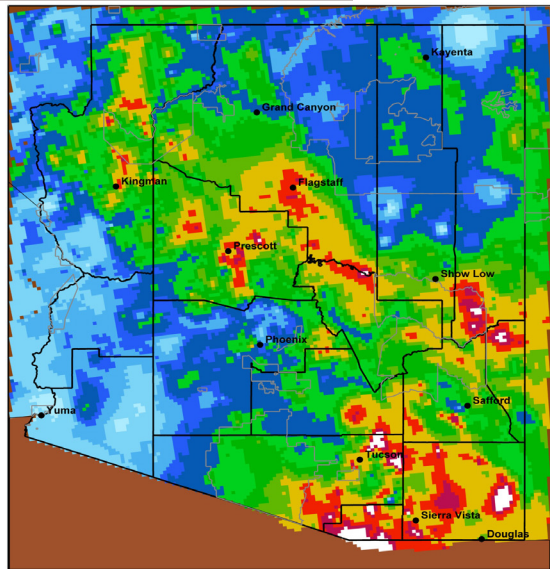 Kayenta
Grand Canyon
Kingman
Flagstaff
Prescott
Show Low
Phoenix
Safford
Yuma
Tucson
Sierra Vista
Douglas